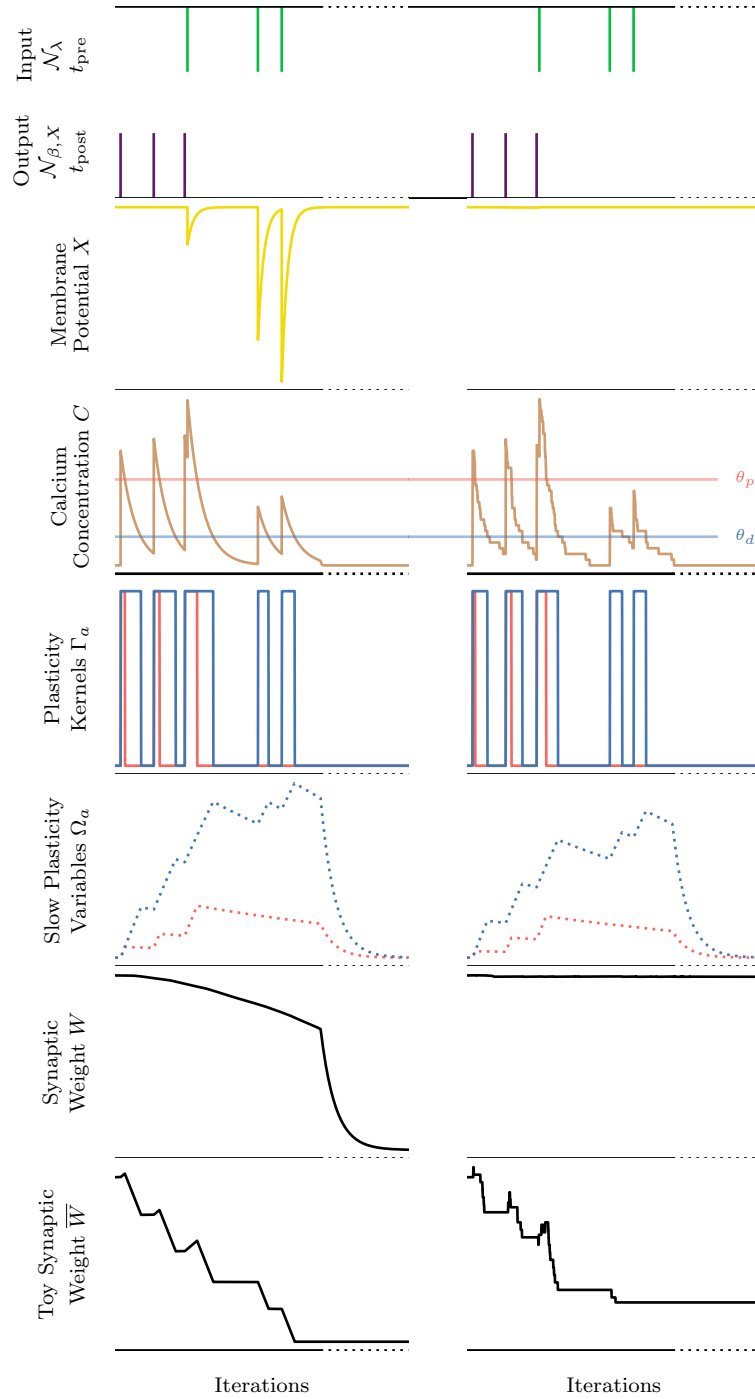 Input
𝒩_λ
t_pre
Output
𝒩_{β,X}
t_post
Membrane
Potential X
Calcium
Concentration C
θ_p
θ_d
Plasticity
Kernels Γ_a
Slow Plasticity
Variables Ω_a
Synaptic
Weight W
Toy Synaptic
Weight W̅
Iterations
Iterations